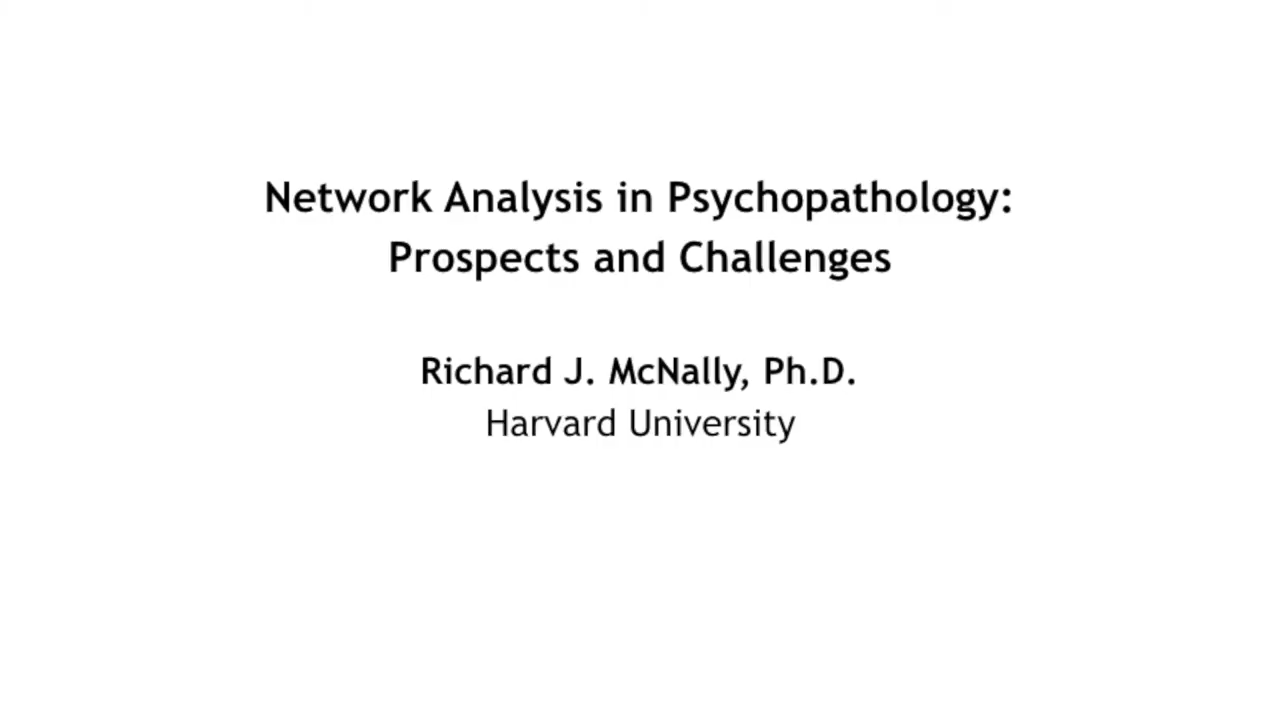 Network Analysis in Psychopathology:
Prospects and Challenges
Richard J. McNally, Ph.D.
Harvard University